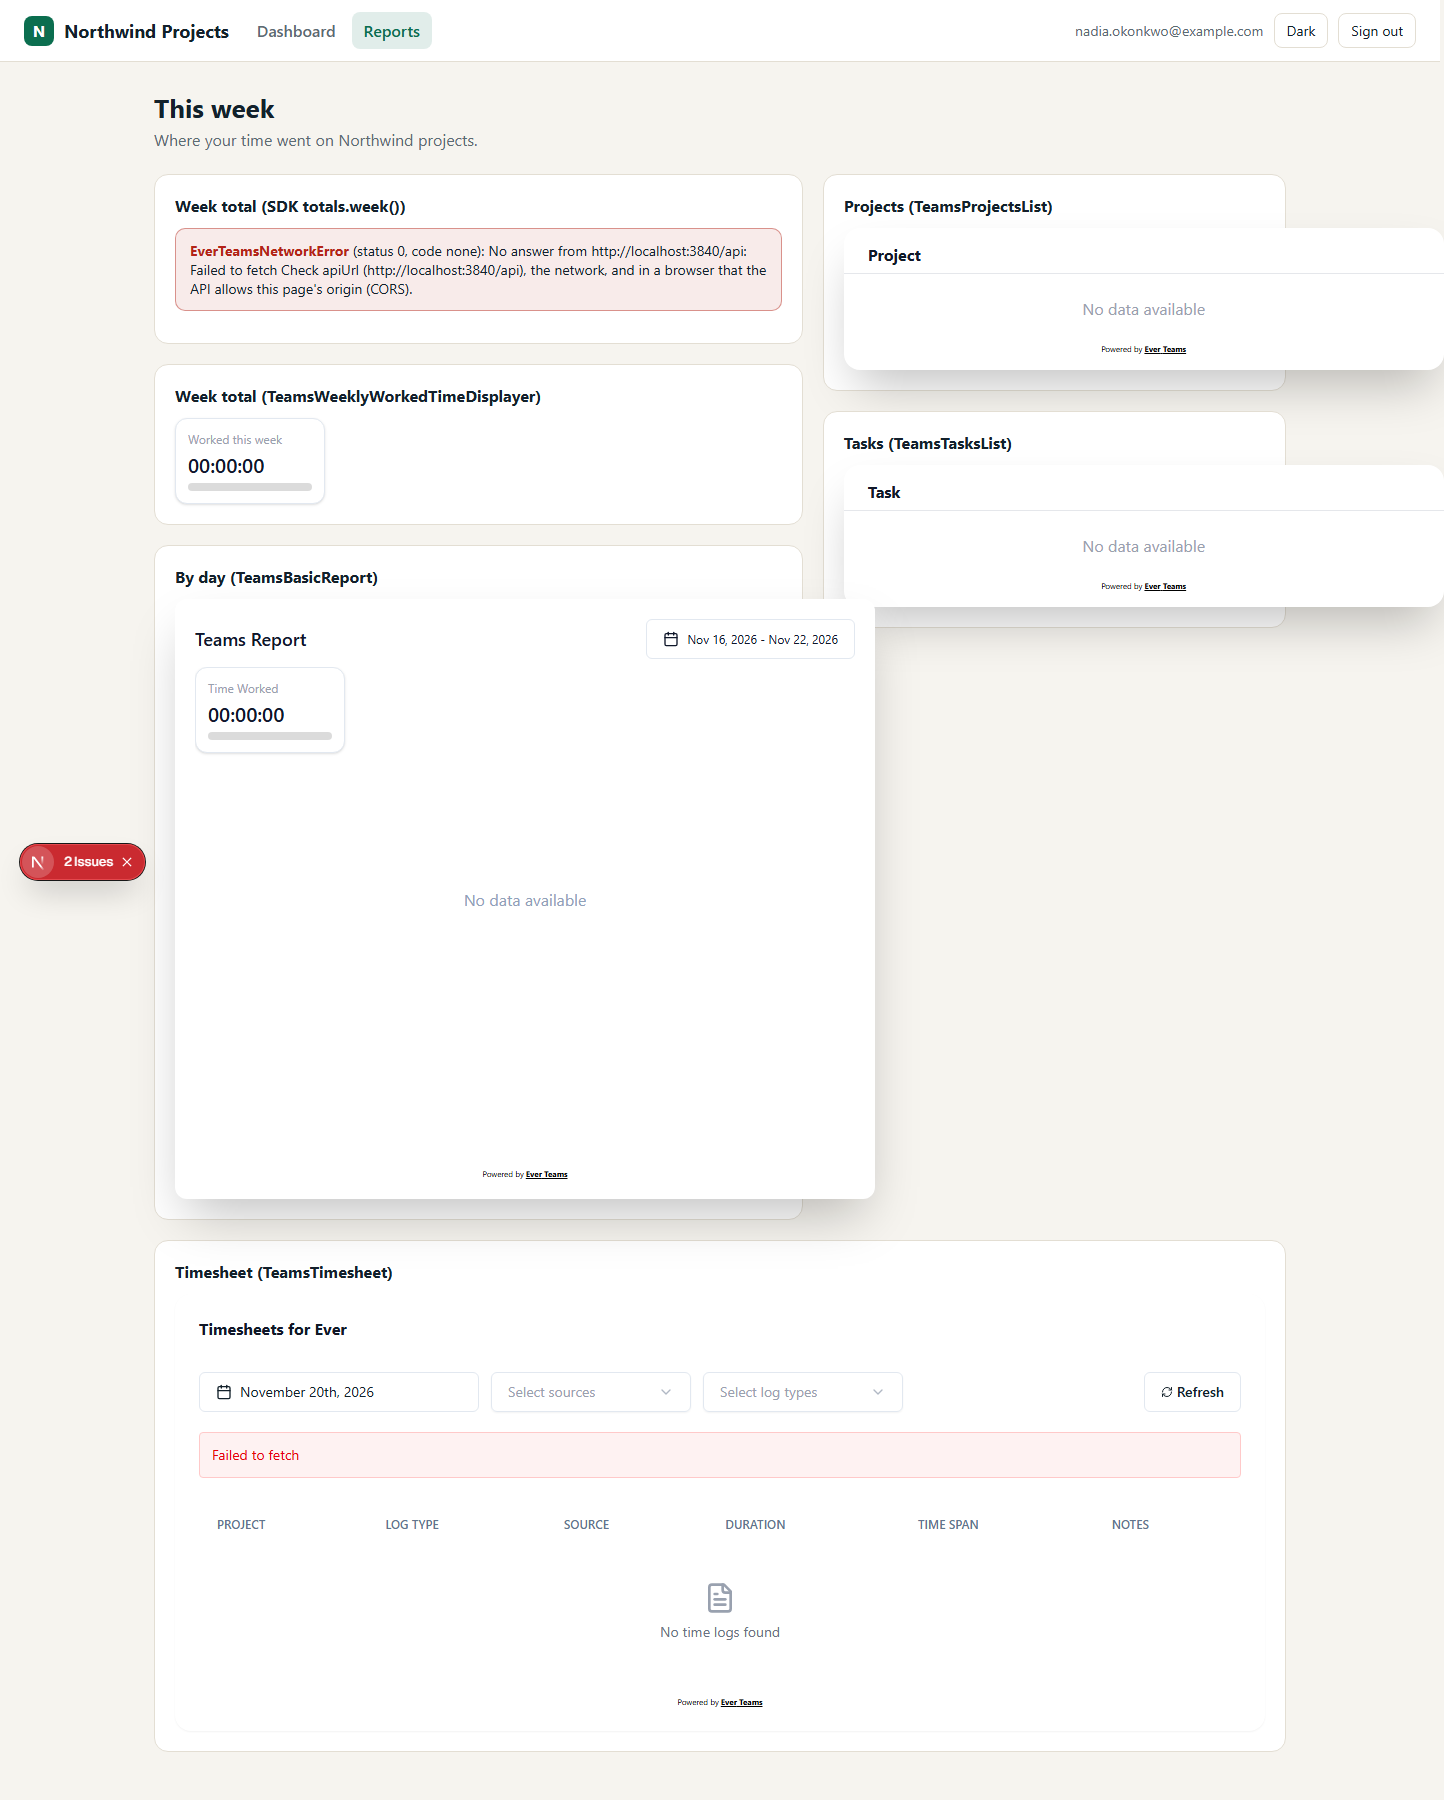 N Northwind Projects Dashboard Reports nadia.okonkwo@example.com Dark Sign out
This week
Where your time went on Northwind projects.
Week total (SDK totals.week())
EverTeamsNetworkError (status 0, code none): No answer from http://localhost:3840/api:
Failed to fetch Check apiUrl (http://localhost:3840/api), the network, and in a browser that the
API allows this page's origin (CORS).
Week total (TeamsWeeklyWorkedTimeDisplayer)
Worked this week
00:00:00
By day (TeamsBasicReport)
Teams Report
Nov 16, 2026 - Nov 22, 2026
Time Worked
00:00:00
No data available
Powered by Ever Teams
Projects (TeamsProjectsList)
Project
No data available
Powered by Ever Teams
Tasks (TeamsTasksList)
Task
No data available
Powered by Ever Teams
N 2 Issues
Timesheet (TeamsTimesheet)
Timesheets for Ever
November 20th, 2026 Select sources Select log types Refresh
Failed to fetch
PROJECT LOG TYPE SOURCE DURATION TIME SPAN NOTES
No time logs found
Powered by Ever Teams